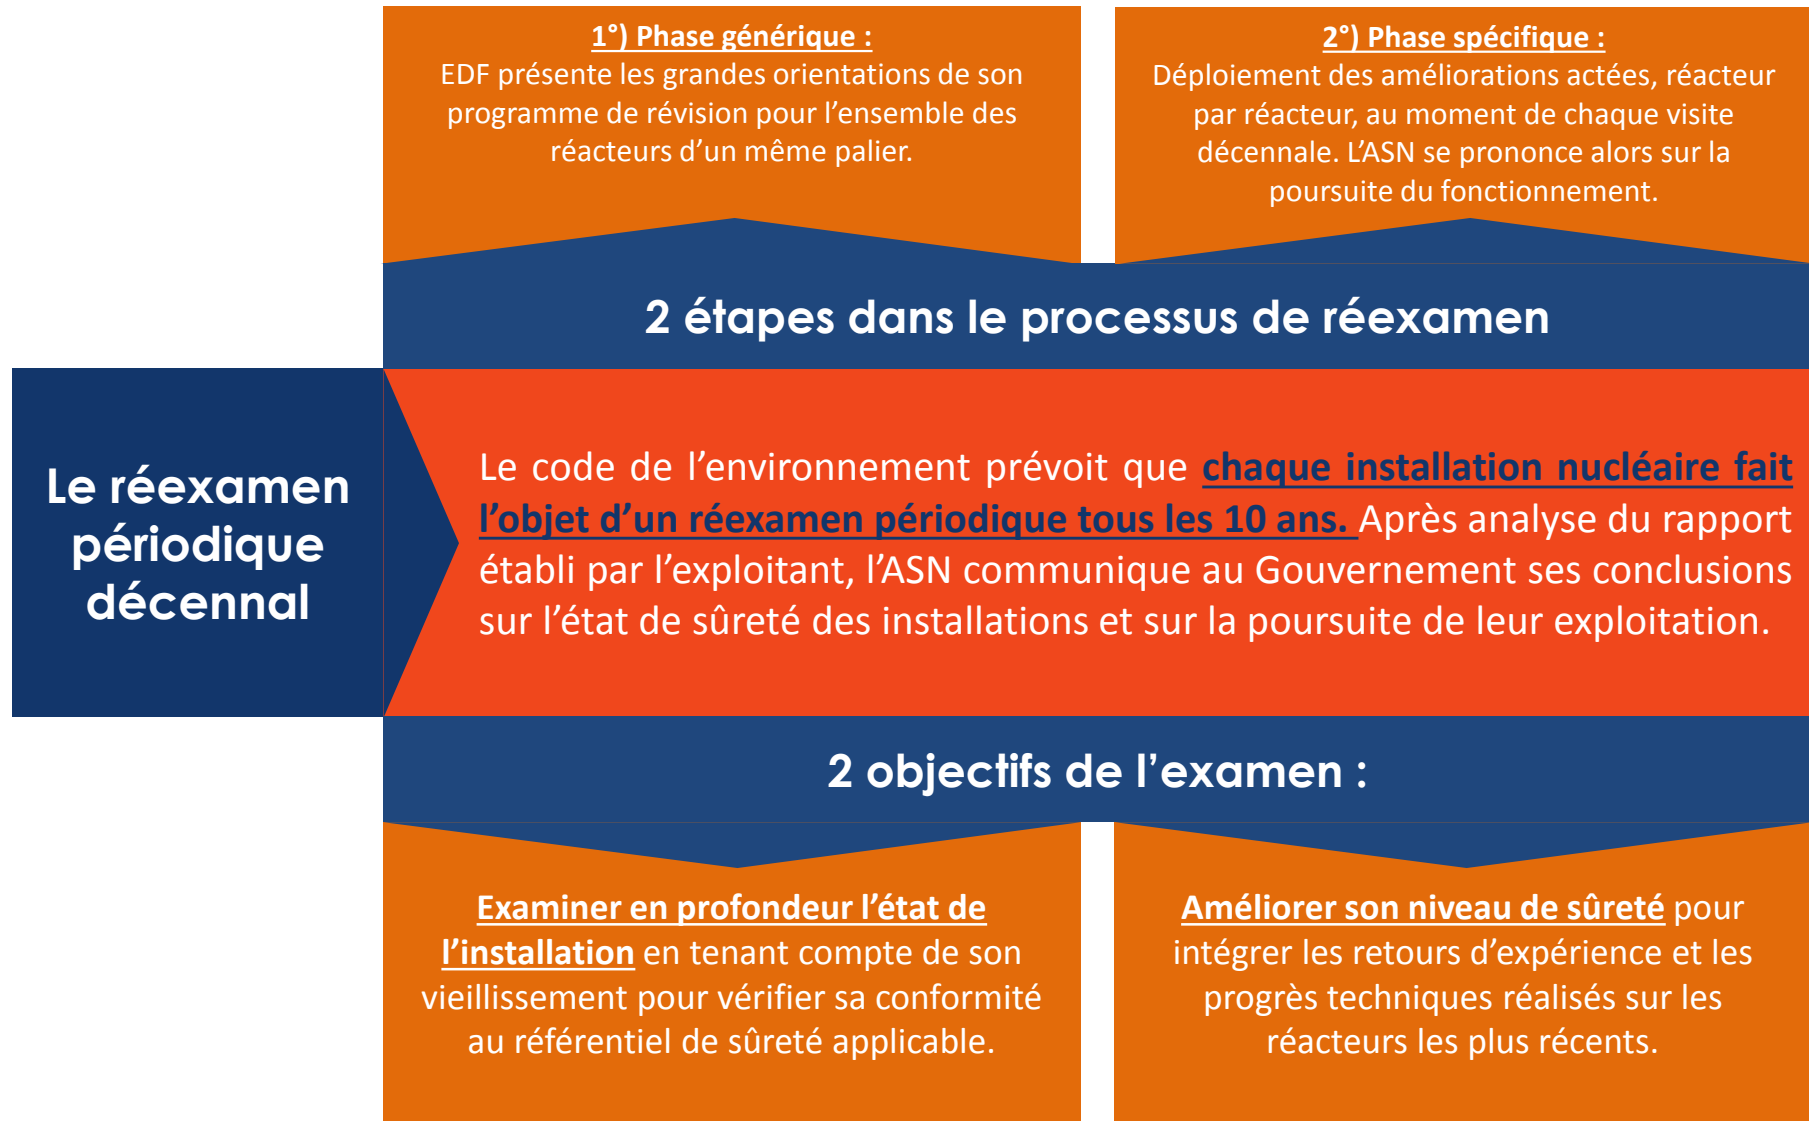 1°) Phase générique :
EDF présente les grandes orientations de son
programme de révision pour l’ensemble des
réacteurs d’un même palier.
2°) Phase spécifique :
Déploiement des améliorations actées, réacteur
par réacteur, au moment de chaque visite
décennale. L’ASN se prononce alors sur la
poursuite du fonctionnement.
2 étapes dans le processus de réexamen
Le réexamen
périodique
décennal
Le code de l’environnement prévoit que chaque installation nucléaire fait
l’objet d’un réexamen périodique tous les 10 ans. Après analyse du rapport
établi par l’exploitant, l’ASN communique au Gouvernement ses conclusions
sur l’état de sûreté des installations et sur la poursuite de leur exploitation.
2 objectifs de l’examen :
Examiner en profondeur l’état de
l’installation en tenant compte de son
vieillissement pour vérifier sa conformité
au référentiel de sûreté applicable.
Améliorer son niveau de sûreté pour
intégrer les retours d’expérience et les
progrès techniques réalisés sur les
réacteurs les plus récents.